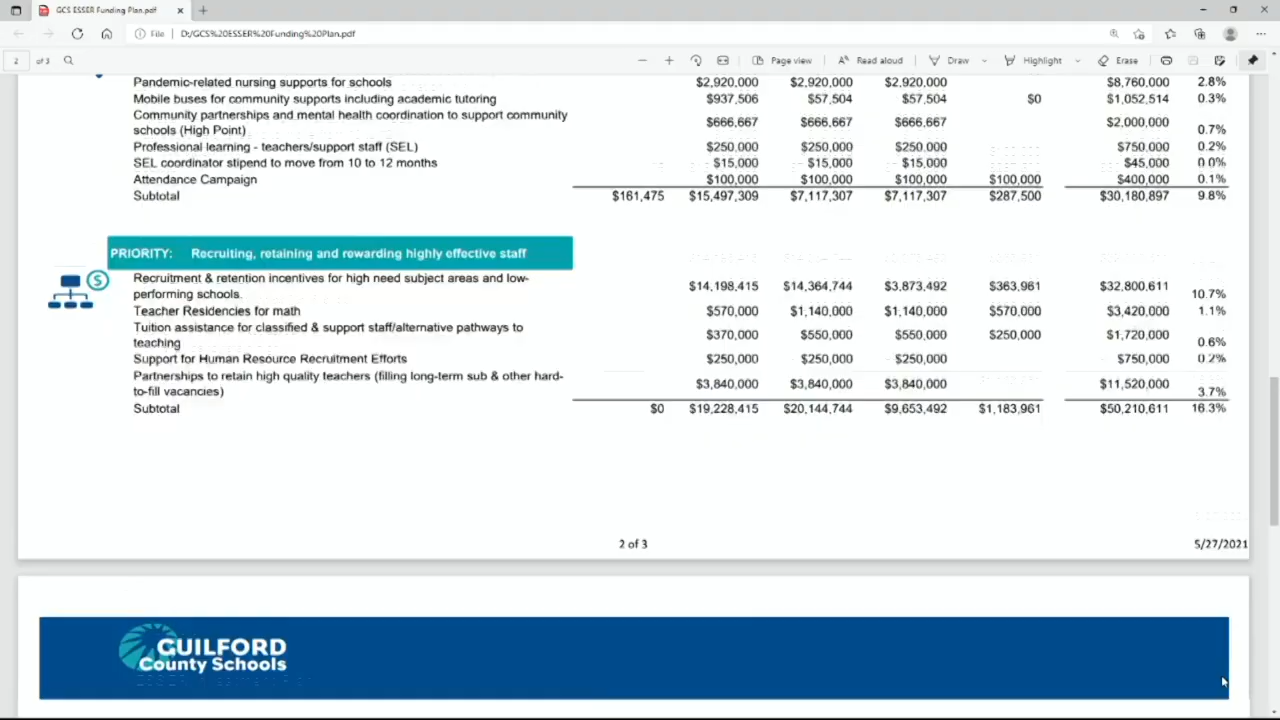 GCS ESSER Funding Plan.pdf
File D:/GCS%20ESSER%20Funding%20Plan.pdf
2 of 3 Page view Read aloud Draw Highlight Erase
Pandemic-related nursing supports for schools $2,920,000 $2,920,000 $2,920,000 $8,760,000 2.8%
Mobile buses for community supports including academic tutoring $937,506 $57,504 $57,504 $0 $1,052,514 0.3%
Community partnerships and mental health coordination to support community
schools (High Point) $666,667 $666,667 $666,667 $2,000,000 0.7%
Professional learning - teachers/support staff (SEL) $250,000 $250,000 $250,000 $750,000 0.2%
SEL coordinator stipend to move from 10 to 12 months $15,000 $15,000 $15,000 $45,000 0.0%
Attendance Campaign $100,000 $100,000 $100,000 $100,000 $400,000 0.1%
Subtotal $161,475 $15,497,309 $7,117,307 $7,117,307 $287,500 $30,180,897 9.8%
PRIORITY: Recruiting, retaining and rewarding highly effective staff
Recruitment & retention incentives for high need subject areas and low-
performing schools. $14,198,415 $14,364,744 $3,873,492 $363,961 $32,800,611 10.7%
Teacher Residencies for math $570,000 $1,140,000 $1,140,000 $570,000 $3,420,000 1.1%
Tuition assistance for classified & support staff/alternative pathways to
teaching $370,000 $550,000 $550,000 $250,000 $1,720,000 0.6%
Support for Human Resource Recruitment Efforts $250,000 $250,000 $250,000 $750,000 0.2%
Partnerships to retain high quality teachers (filling long-term sub & other hard-
to-fill vacancies) $3,840,000 $3,840,000 $3,840,000 $11,520,000 3.7%
Subtotal $0 $19,228,415 $20,144,744 $9,653,492 $1,183,961 $50,210,611 16.3%
2 of 3 5/27/2021
GUILFORD
County Schools